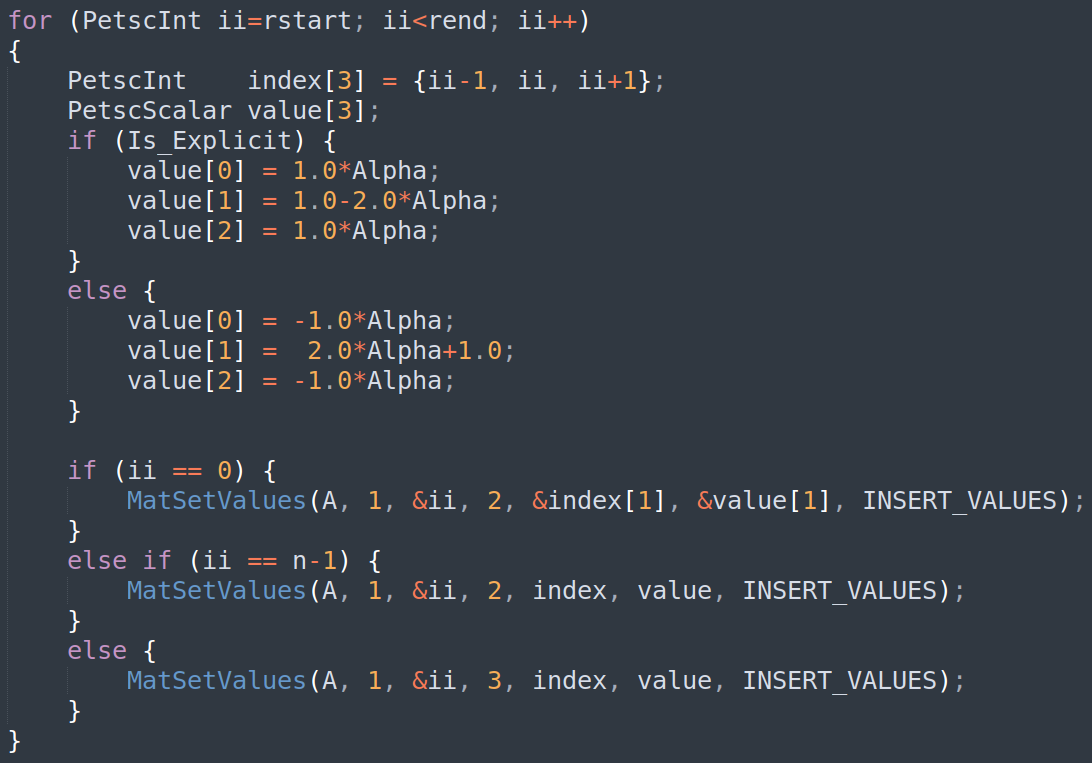 for (PetscInt ii=rstart; ii<rend; ii++)
{
    PetscInt    index[3] = {ii-1, ii, ii+1};
    PetscScalar value[3];
    if (Is_Explicit) {
        value[0] = 1.0*Alpha;
        value[1] = 1.0-2.0*Alpha;
        value[2] = 1.0*Alpha;
    }
    else {
        value[0] = -1.0*Alpha;
        value[1] =  2.0*Alpha+1.0;
        value[2] = -1.0*Alpha;
    }

    if (ii == 0) {
        MatSetValues(A, 1, &ii, 2, &index[1], &value[1], INSERT_VALUES);
    }
    else if (ii == n-1) {
        MatSetValues(A, 1, &ii, 2, index, value, INSERT_VALUES);
    }
    else {
        MatSetValues(A, 1, &ii, 3, index, value, INSERT_VALUES);
    }
}